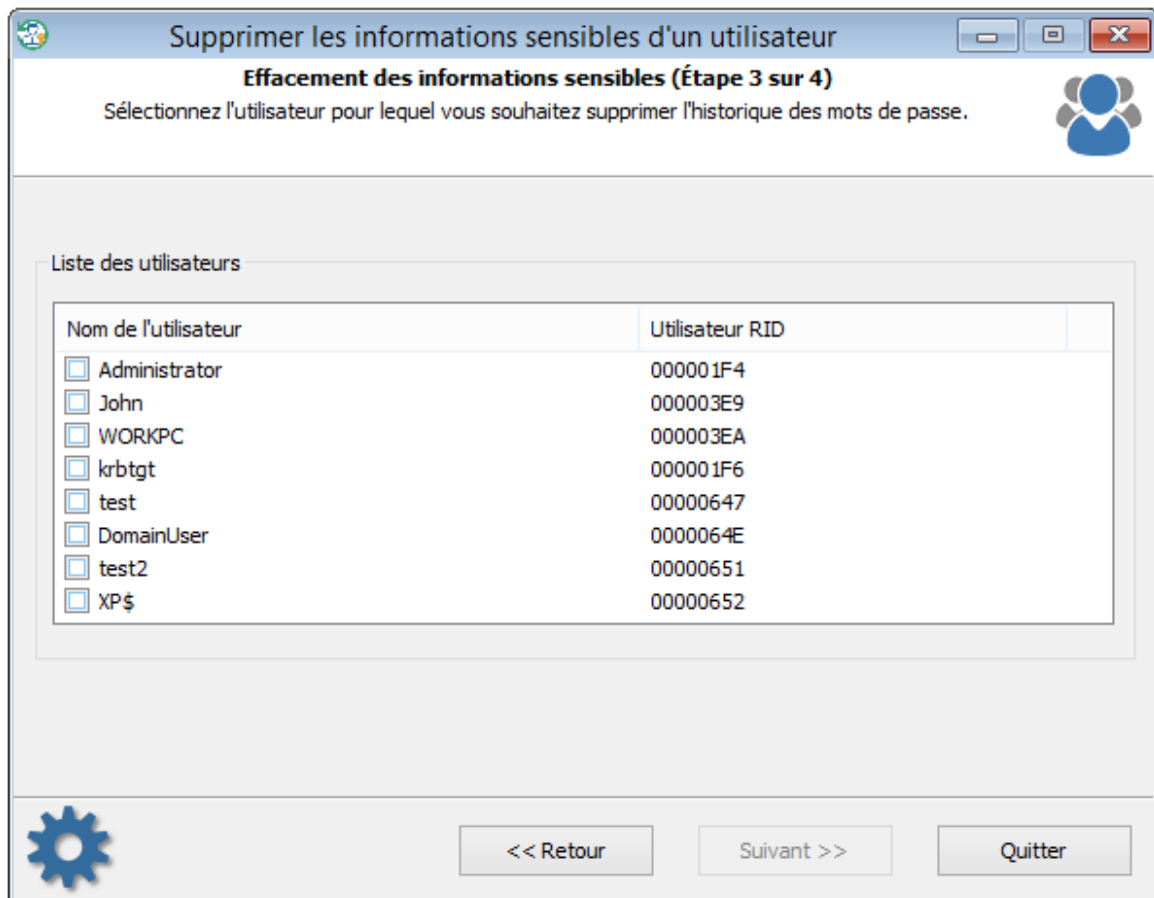 Supprimer les informations sensibles d'un utilisateur
Effacement des informations sensibles (Étape 3 sur 4)
Sélectionnez l'utilisateur pour lequel vous souhaitez supprimer l'historique des mots de passe.
Liste des utilisateurs
Nom de l'utilisateur Utilisateur RID
Administrator 000001F4
John 000003E9
WORKPC 000003EA
krbtgt 000001F6
test 00000647
DomainUser 0000064E
test2 00000651
XP$ 00000652
<< Retour Suivant >> Quitter